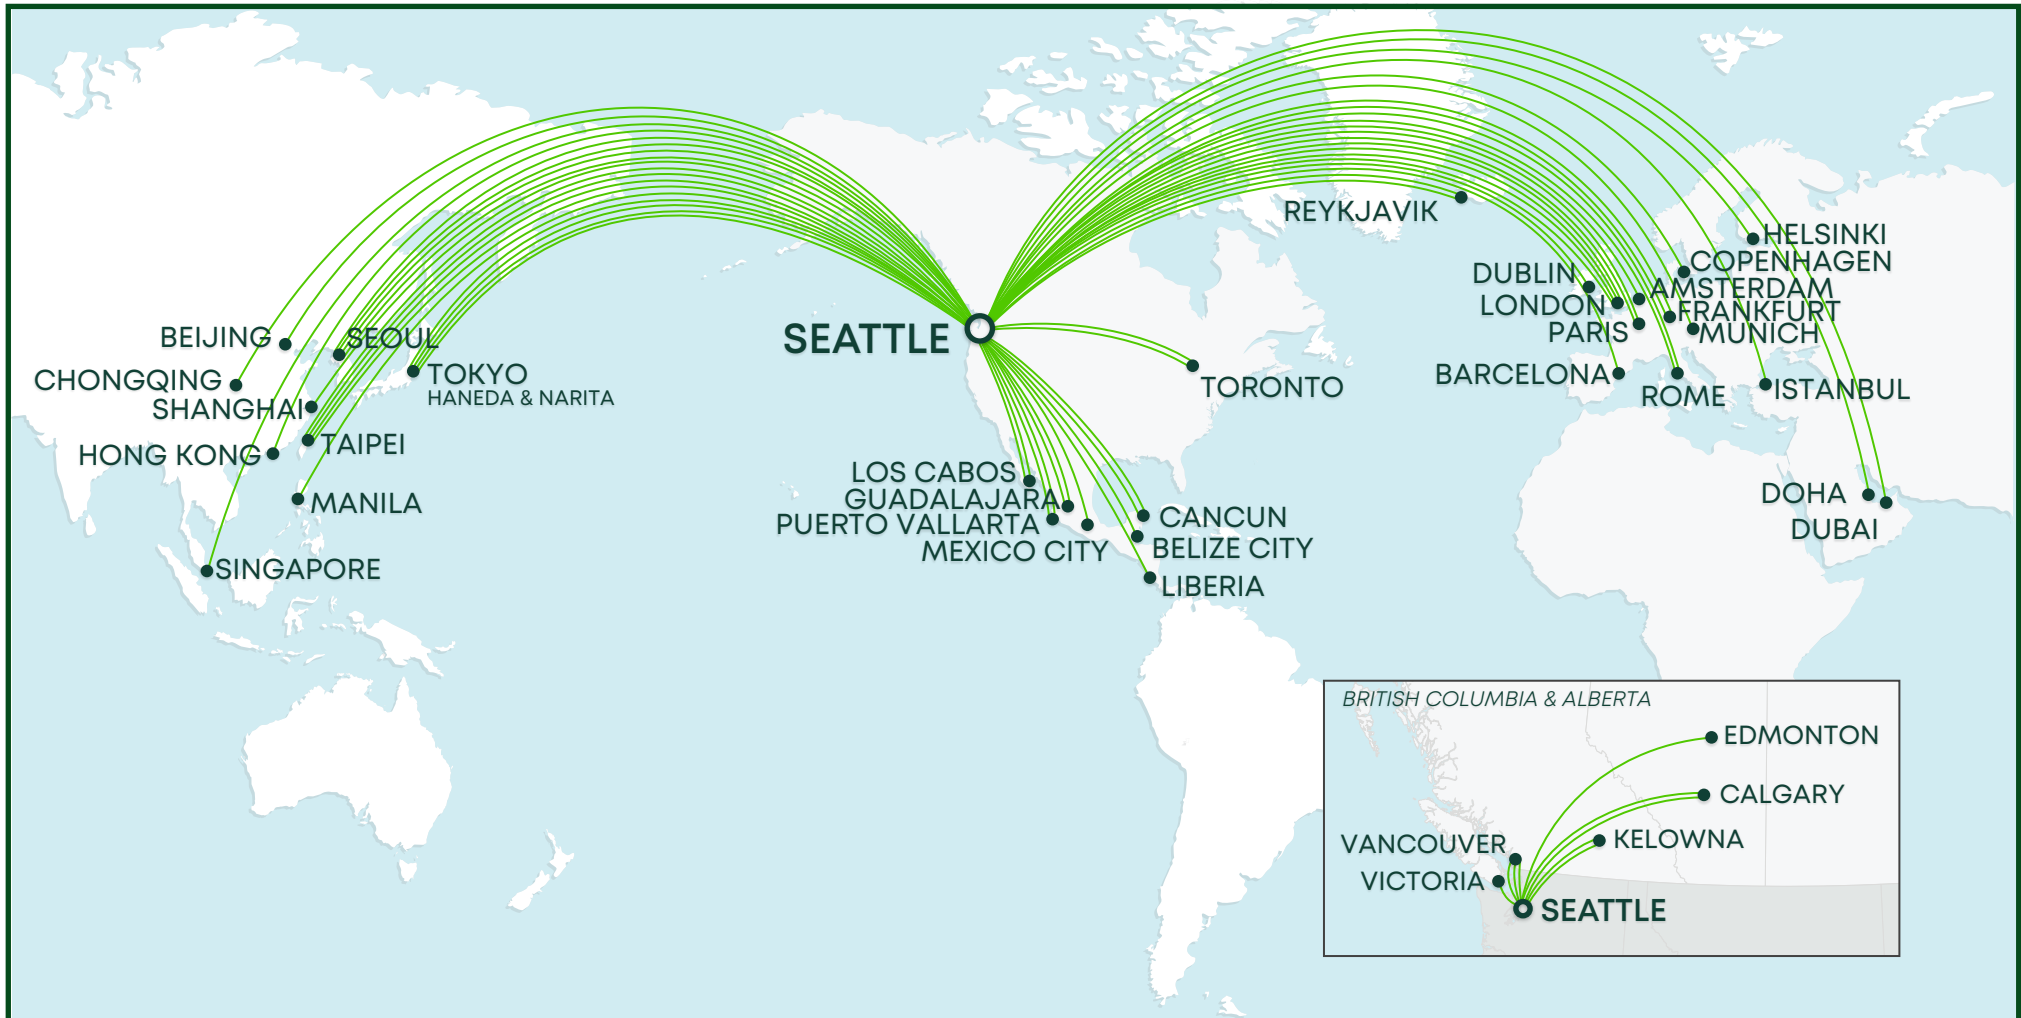 REYKJAVIK
HELSINKI
COPENHAGEN
DUBLIN
AMSTERDAM
LONDON
FRANKFURT
PARIS
MUNICH
BEIJING
SEOUL
SEATTLE
CHONGQING
TOKYO
HANEDA & NARITA
TORONTO
BARCELONA
ROME
ISTANBUL
SHANGHAI
TAIPEI
HONG KONG
LOS CABOS
GUADALAJARA
PUERTO VALLARTA
MEXICO CITY
CANCUN
BELIZE CITY
LIBERIA
MANILA
SINGAPORE
DOHA
DUBAI
BRITISH COLUMBIA & ALBERTA
EDMONTON
CALGARY
KELOWNA
VANCOUVER
VICTORIA
SEATTLE